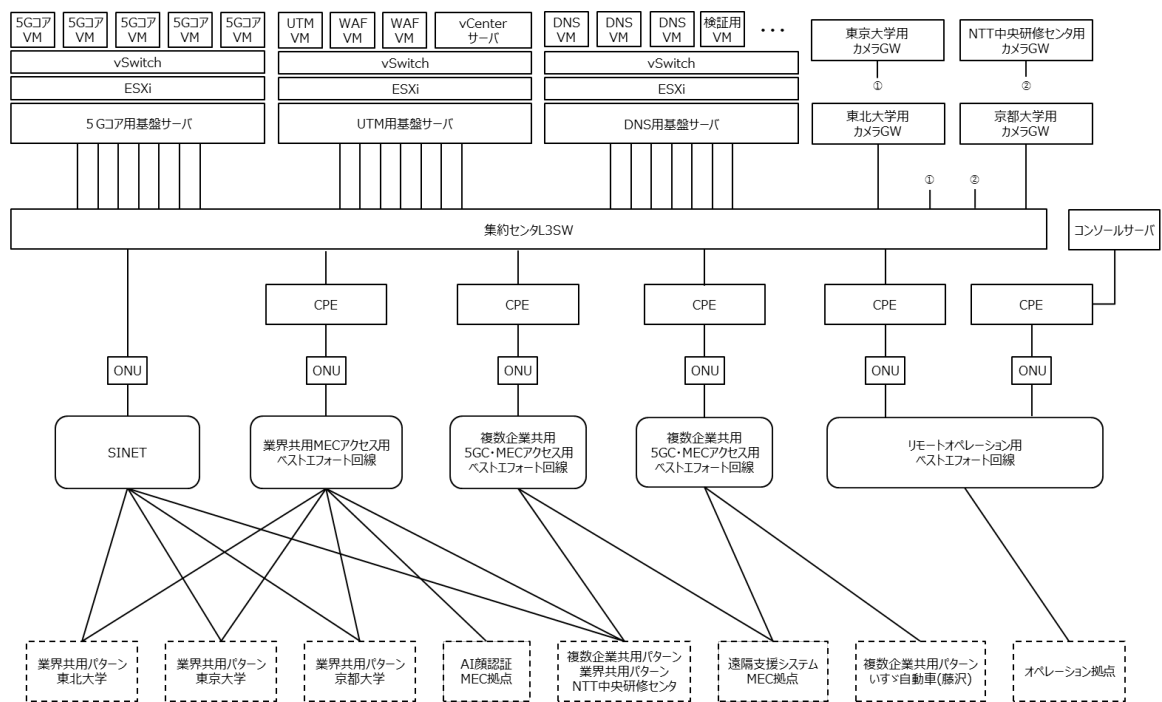 5Gコア
VM
5Gコア
VM
5Gコア
VM
5Gコア
VM
5Gコア
VM
vSwitch
ESXi
5Gコア用基盤サーバ
UTM
VM
WAF
VM
WAF
VM
vCenter
サーバ
vSwitch
ESXi
UTM用基盤サーバ
DNS
VM
DNS
VM
DNS
VM
検証用
VM
…
vSwitch
ESXi
DNS用基盤サーバ
東京大学用
カメラGW
①
東北大学用
カメラGW
NTT中央研修センタ用
カメラGW
②
京都大学用
カメラGW
①
②
集約センタL3SW
コンソールサーバ
CPE
CPE
CPE
CPE
CPE
ONU
ONU
ONU
ONU
ONU
ONU
SINET
業界共用MECアクセス用
ベストエフォート回線
複数企業共用
5GC・MECアクセス用
ベストエフォート回線
複数企業共用
5GC・MECアクセス用
ベストエフォート回線
リモートオペレーション用
ベストエフォート回線
業界共用パターン
東北大学
業界共用パターン
東京大学
業界共用パターン
京都大学
AI顔認証
MEC拠点
複数企業共用パターン
業界共用パターン
NTT中央研修センタ
遠隔支援システム
MEC拠点
複数企業共用パターン
いすゞ自動車(藤沢)
オペレーション拠点